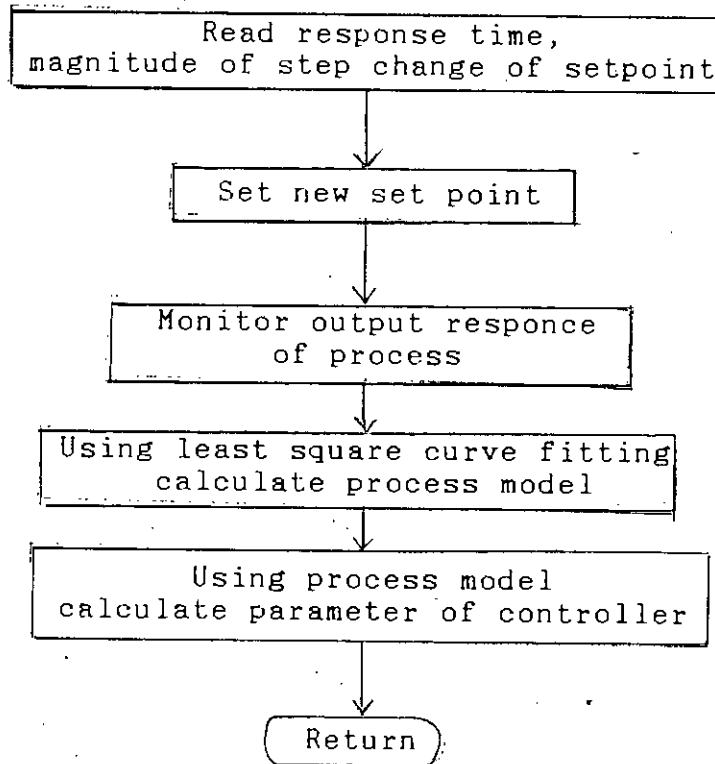 Read response time,
magnitude of step change of setpoint
Set new set point
Monitor output responce
of process
Using least square curve fitting
calculate process model
Using process model
calculate parameter of controller
Return